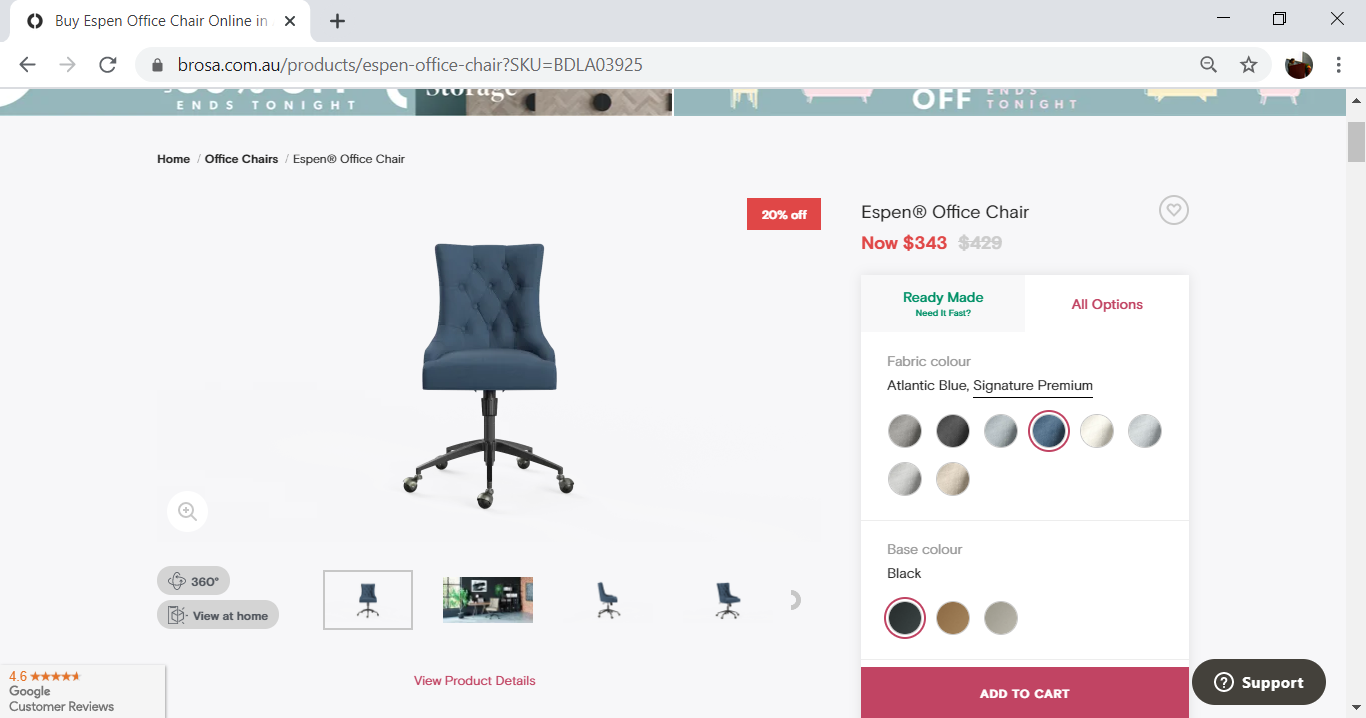 Buy Espen Office Chair Online in
brosa.com.au/products/espen-office-chair?SKU=BDLA03925
ENDS TONIGHT
Storage
OFF
ENDS
TONIGHT
Home / Office Chairs / Espen® Office Chair
20% off
Espen® Office Chair
Now $343 $429
Ready Made
Need It Fast?
All Options
Fabric colour
Atlantic Blue, Signature Premium
Base colour
Black
360°
View at home
View Product Details
ADD TO CART
Support
4.6 ★★★★★
Google
Customer Reviews